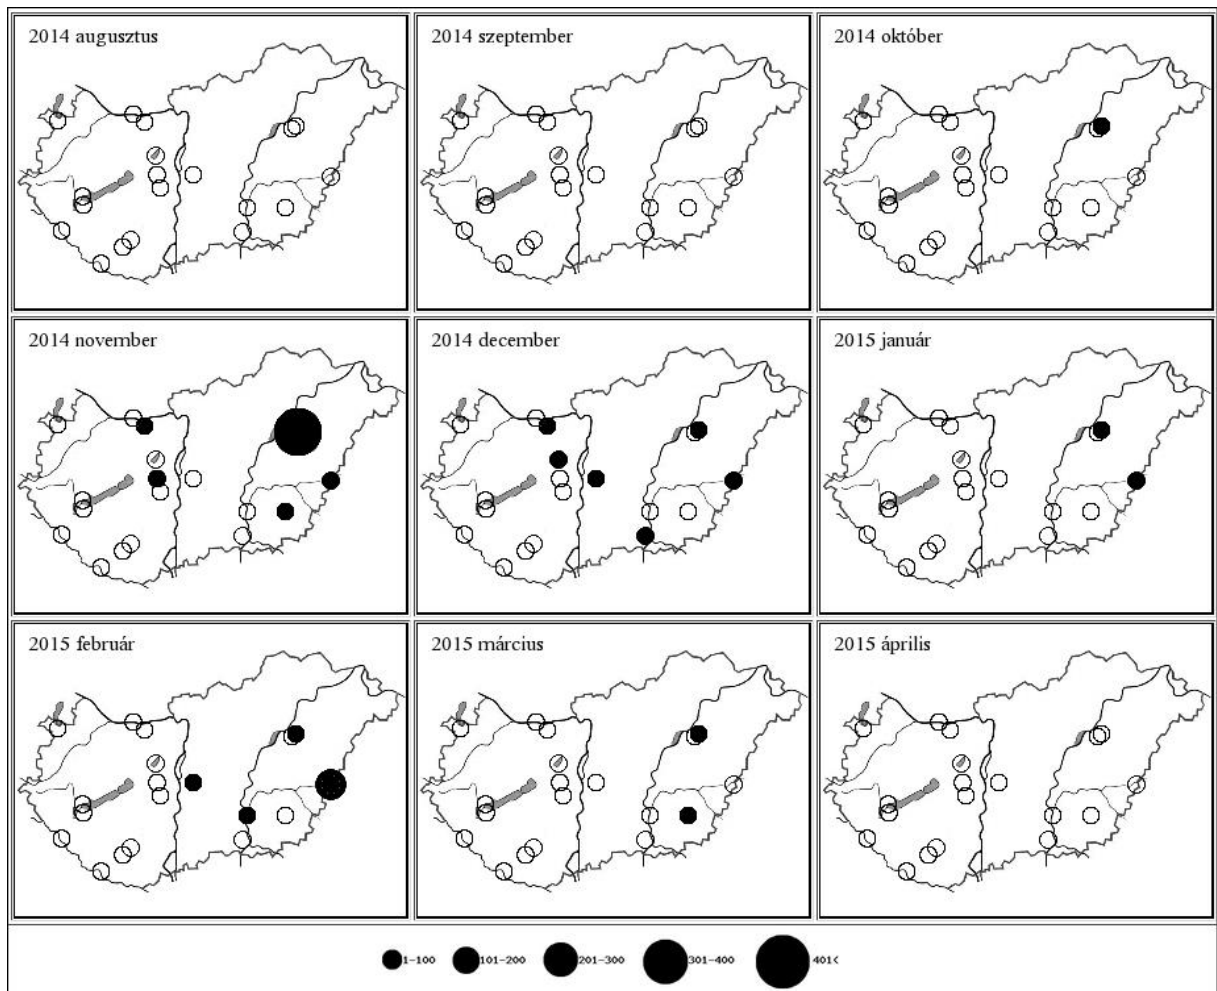 2014 augusztus
2014 szeptember
2014 október
2014 november
2014 december
2015 január
2015 február
2015 március
2015 április
1-100
101-200
201-300
301-400
401<